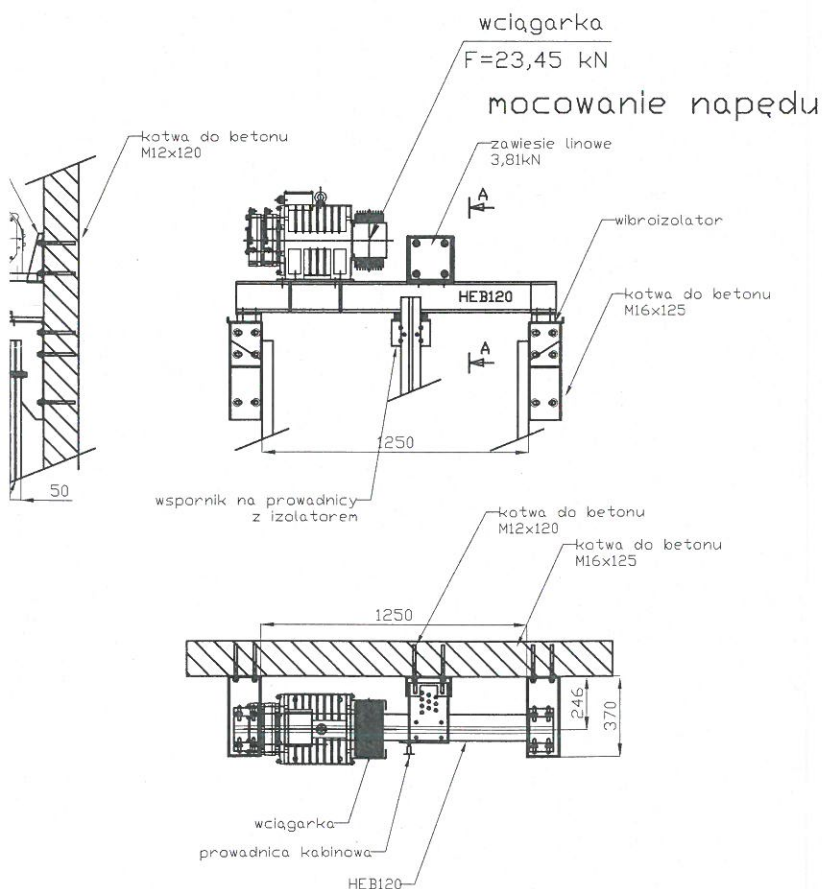 wciągarka
F=23,45 kN
mocowanie napędu
kotwa do betonu
M12x120
zawiesie linowe
3,81kN
A
wibroizolator
HEB120
kotwa do betonu
M16x125
A
1250
50
wspornik na prowadnicy
z izolatorem
kotwa do betonu
M12x120
kotwa do betonu
M16x125
1250
246
370
wciągarka
prowadnica kabinowa
HEB120